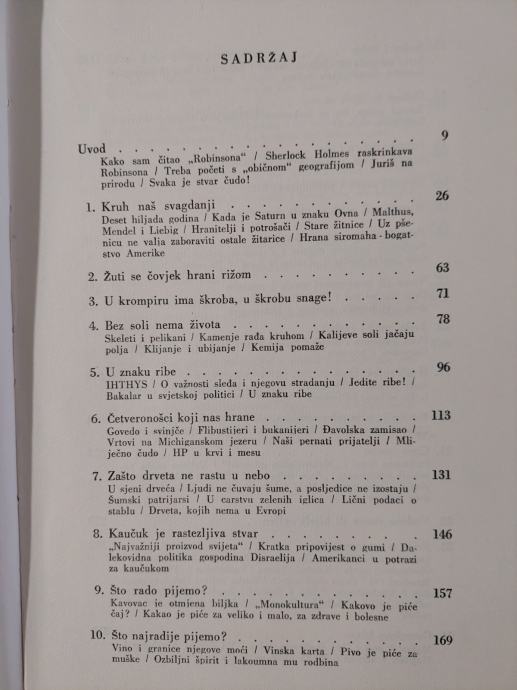 SADRŽAJ
Uvod . . . . . . . . . . . . . . . . 9
Kako sam čitao „Robinsona“ / Sherlock Holmes raskrinkava
Robinsona / Treba početi s „običnom“ geografijom / Juriš na
prirodu / Svaka je stvar čudo!
1. Kruh naš svagdanji . . . . . . . . . . 26
Deset hiljada godina / Kada je Saturn u znaku Ovna / Malthus,
Mendel i Liebig / Hranitelji i potrošači / Stare žitnice / Uz pše-
nicu ne valja zaboraviti ostale žitarice / Hrana siromaha - bogat-
stvo Amerike
2. Žuti se čovjek hrani rižom . . . . . . . . 63
3. U krompiru ima škroba, u škrobu snage! . . . . . 71
4. Bez soli nema života . . . . . . . . . . 78
Skeleti i pelikani / Kamenje rađa kruhom / Kalijeve soli jačaju
polja / Klijanje i ubijanje / Kemija pomaže
5. U znaku ribe . . . . . . . . . . . . 96
IHTHYS / O važnosti sleđa i njegovu stradanju / Jedite ribe! /
Bakalar u svjetskoj politici / U znaku ribe
6. Četveronošci koji nas hrane . . . . . . . . 113
Govedo i svinjče / Flibustijeri i bukanijeri / Đavolska zamisao /
Vrtovi na Michiganskom jezeru / Naši pernati prijatelji / Mli-
ječno čudo / HP u krvi i mesu
7. Zašto drveta ne rastu u nebo . . . . . . . . 131
U sjeni drveća / Ljudi ne čuvaju šume, a posljedice ne izostaju /
Šumski patrijarsi / U carstvu zelenih iglica / Lični podaci o
stablu / Drveta, kojih nema u Evropi
8. Kaučuk je rastezljiva stvar . . . . . . . . 146
„Najvažniji proizvod svijeta“ / Kratka pripovijest o gumi / Da-
lekovidna politika gospodina Disraelija / Amerikanci u potrazi
za kaučukom
9. Što rado pijemo? . . . . . . . . . . . 157
Kavovac je otmena biljka / „Monokultura“ / Kakovo je piće
čaj? / Kakao je piće za veliko i malo, za zdrave i bolesne
10. Što najradije pijemo? . . . . . . . . . . 169
Vino i granice njegove moći / Vinska karta / Pivo je piće za
muške / Ozbiljni špirit i lakoumna mu rodbina